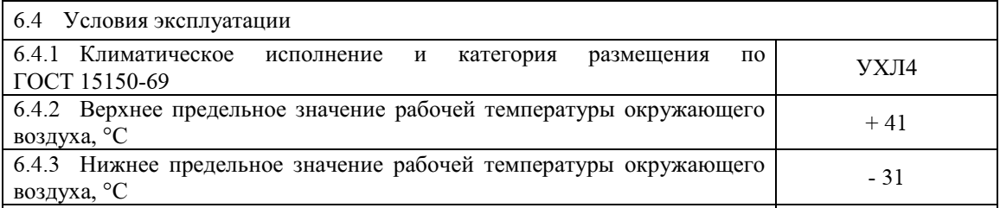 6.4 Условия эксплуатации
6.4.1 Климатическое исполнение и категория размещения по
ГОСТ 15150-69
УХЛ4
6.4.2 Верхнее предельное значение рабочей температуры окружающего
воздуха, °С
+ 41
6.4.3 Нижнее предельное значение рабочей температуры окружающего
воздуха, °С
- 31